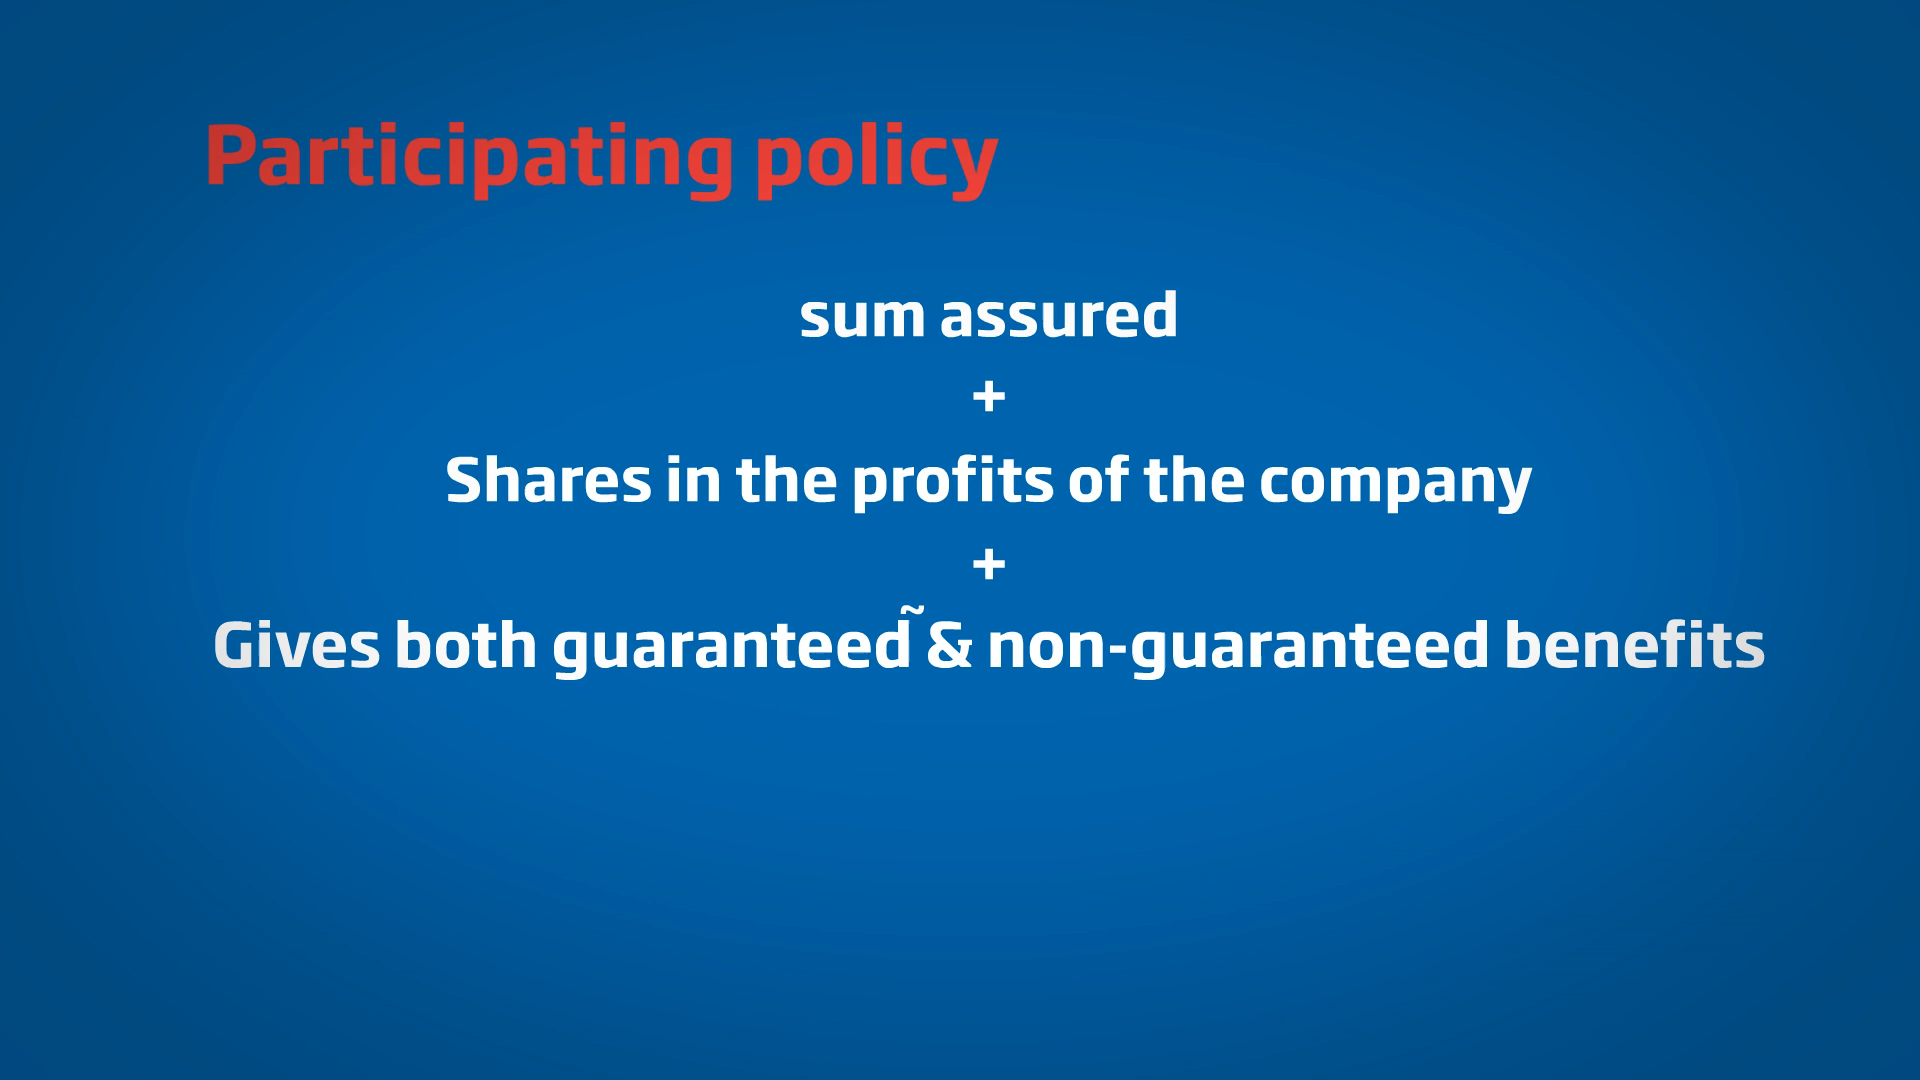 Participating policy
sum assured
+
Shares in the profits of the company
+
Gives both guaranteed ̃& non-guaranteed benefits